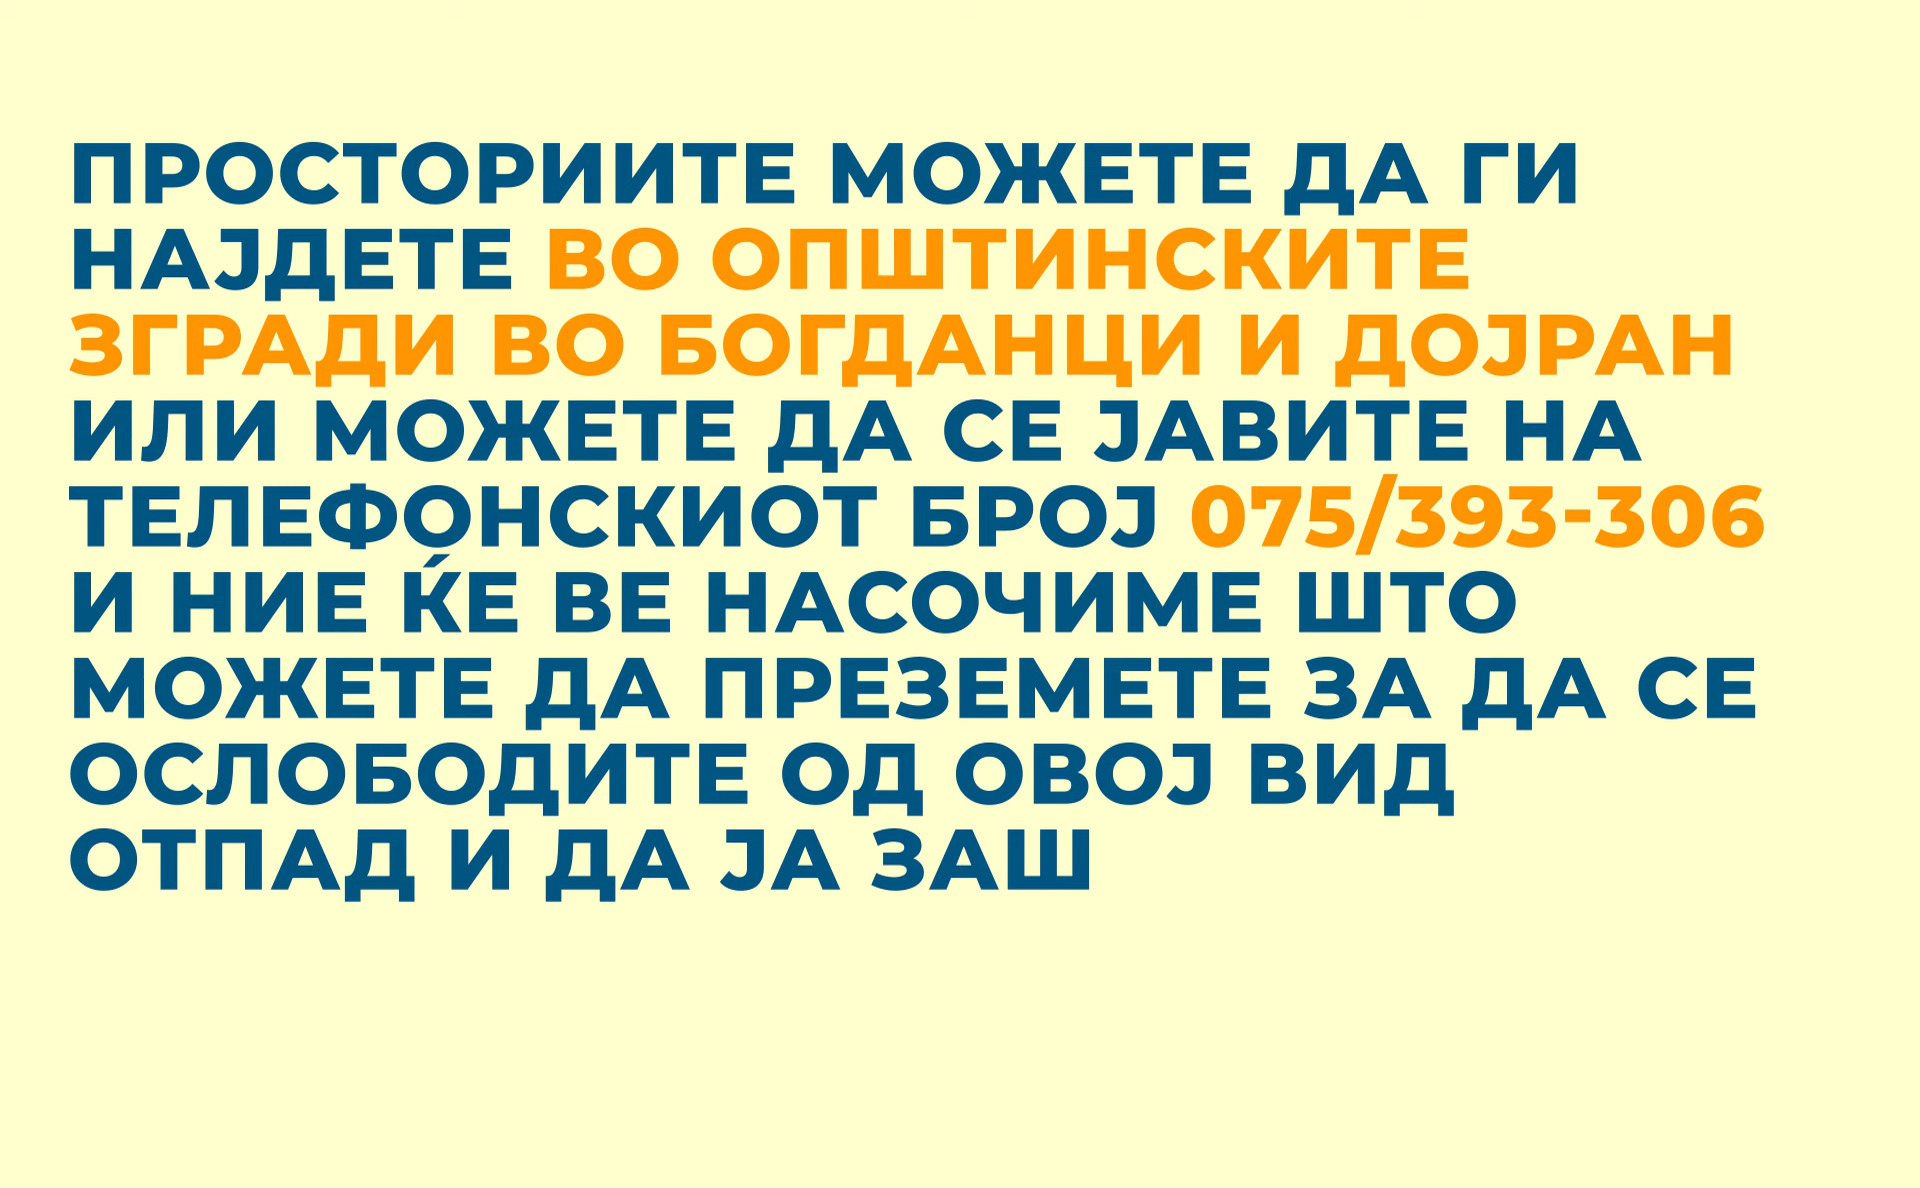 ПРОСТОРИИТЕ МОЖЕТЕ ДА ГИ
НАЈДЕТЕ ВО ОПШТИНСКИТЕ
ЗГРАДИ ВО БОГДАНЦИ И ДОЈРАН
ИЛИ МОЖЕТЕ ДА СЕ ЈАВИТЕ НА
ТЕЛЕФОНСКИОТ БРОЈ 075/393-306
И НИЕ ЌЕ ВЕ НАСОЧИМЕ ШТО
МОЖЕТЕ ДА ПРЕЗЕМЕТЕ ЗА ДА СЕ
ОСЛОБОДИТЕ ОД ОВОЈ ВИД
ОТПАД И ДА ЈА ЗАШ